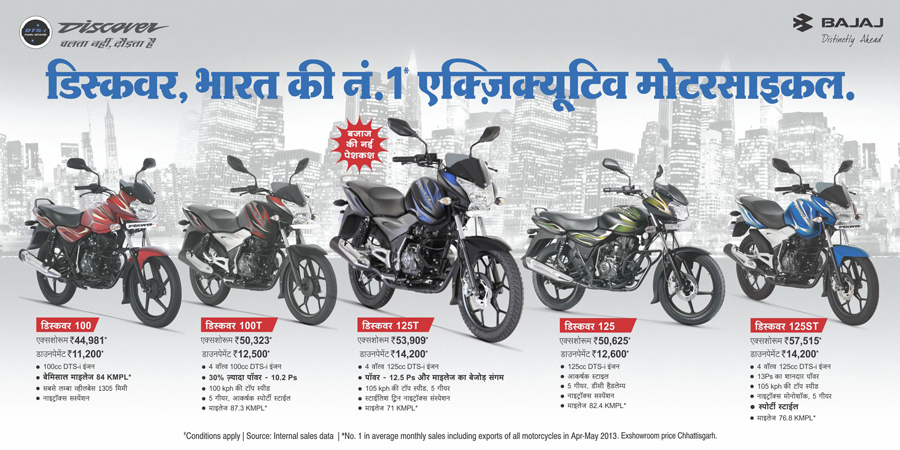 DTS-i
DISCOVER
चलता नहीं, दौड़ता है
BAJAJ
Distinctly Ahead
डिस्कवर, भारत की नं.1* एक्ज़िक्यूटिव मोटरसाइकल.
बजाज
की नई
पेशकश
डिस्कवर 100
एक्सशोरूम ₹44,981*
डाउनपेमेंट ₹11,200*
• 100cc DTS-i इंजन
• बेमिसाल माइलेज 84 KMPL*
• सबसे लम्बा व्हीलबेस 1305 मिमी
• नाइट्रॉक्स सस्पेंशन
डिस्कवर 100T
एक्सशोरूम ₹50,323*
डाउनपेमेंट ₹12,500*
• 4 वॉल्व 100cc DTS-i इंजन
• 30% ज़्यादा पॉवर - 10.2 Ps
• 100 kph की टॉप स्पीड
• 5 गीयर, आकर्षक स्पोर्टी स्टाईल
• माइलेज 87.3 KMPL*
डिस्कवर 125T
एक्सशोरूम ₹53,909*
डाउनपेमेंट ₹14,200*
• 4 वॉल्व 125cc DTS-i इंजन
• पॉवर - 12.5 Ps और माइलेज का बेजोड़ संगम
105 kph की टॉप स्पीड, 5 गीयर
• स्टाईलिश ट्विन नाइट्रॉक्स संस्पेंशन
• माइलेज 71 KMPL*
डिस्कवर 125
एक्सशोरूम ₹50,625*
डाउनपेमेंट ₹12,600*
• 125cc DTS-i इंजन
• आकर्षक स्टाइल
• 5 गीयर, डीसी हैडलेम्प
• नाइट्रॉक्स सस्पेंशन
• माइलेज 82.4 KMPL*
डिस्कवर 125ST
एक्सशोरूम ₹57,515*
डाउनपेमेंट ₹14,200*
• 4 वॉल्व 125cc DTS-i इंजन
• 13Ps का शानदार पॉवर
• 105 kph की टॉप स्पीड
• नाइट्रॉक्स मोनोशॉक, 5 गीयर
• स्पोर्टी स्टाईल
• माइलेज 76.8 KMPL*
#Conditions apply | Source: Internal sales data | *No. 1 in average monthly sales including exports of all motorcycles in Apr-May 2013. Exshowroom price Chhattisgarh.